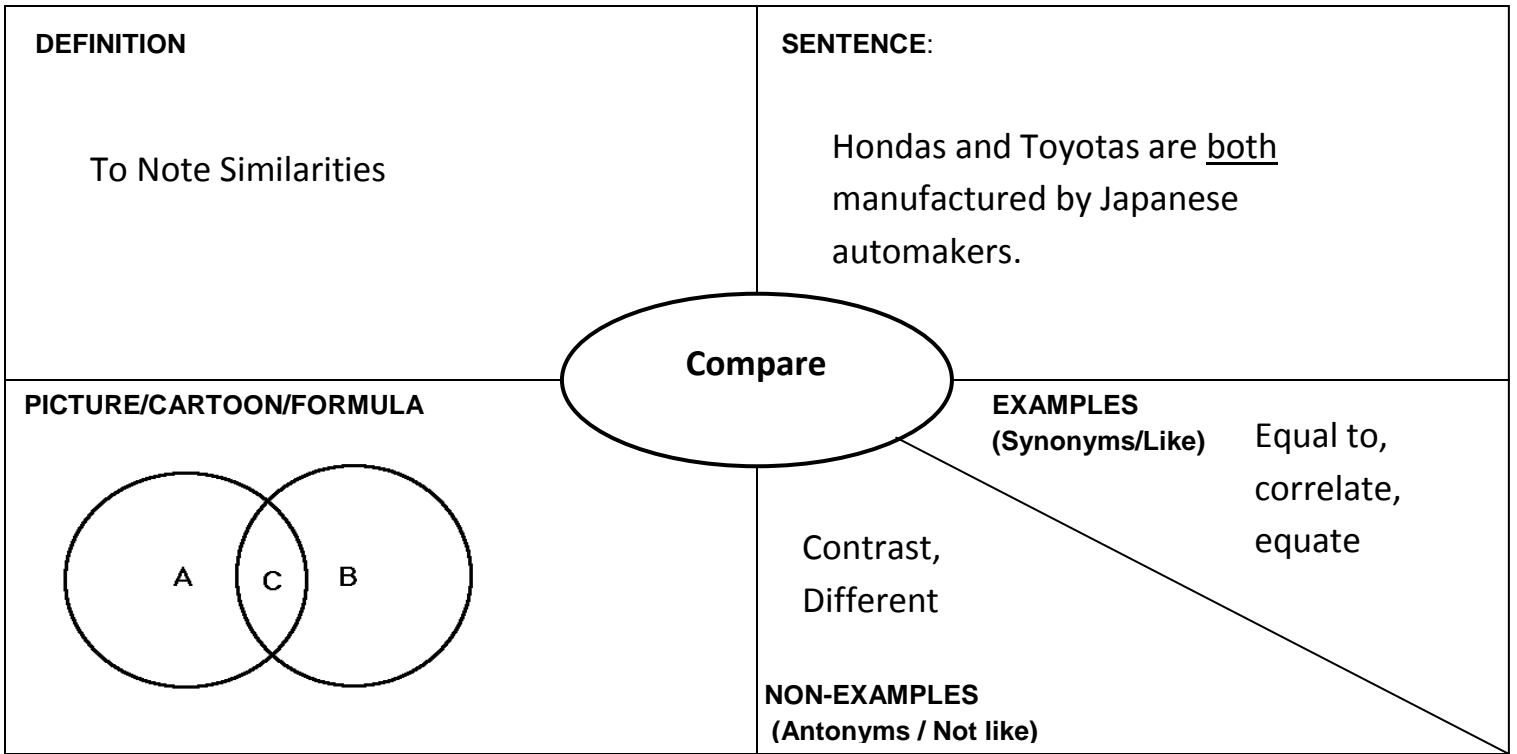 DEFINITION
To Note Similarities
SENTENCE:
Hondas and Toyotas are both
manufactured by Japanese
automakers.
Compare
PICTURE/CARTOON/FORMULA
A
C
B
EXAMPLES
(Synonyms/Like)
Equal to,
correlate,
equate
Contrast,
Different
NON-EXAMPLES
(Antonyms / Not like)